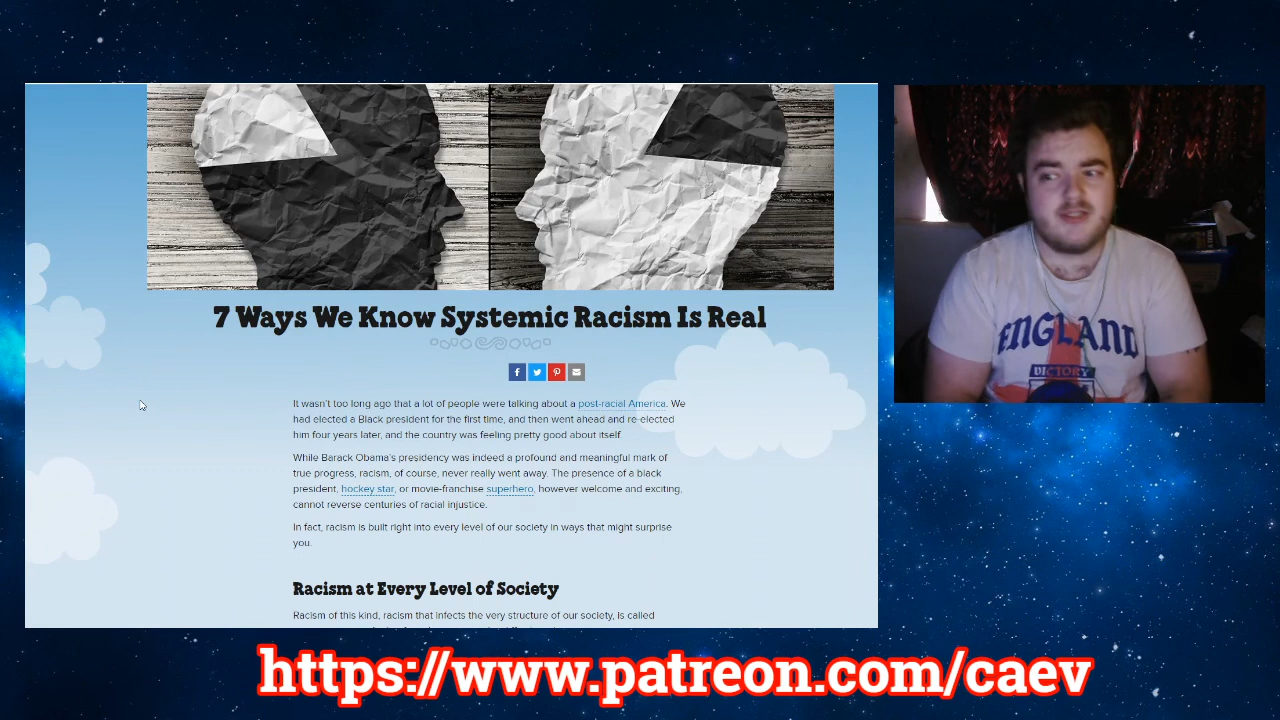 7 Ways We Know Systemic Racism Is Real
It wasn't too long ago that a lot of people were talking about a post-racial America. We
had elected a Black president for the first time, and then went ahead and re-elected
him four years later, and the country was feeling pretty good about itself.
While Barack Obama's presidency was indeed a profound and meaningful mark of
true progress, racism, of course, never really went away. The presence of a black
president, hockey star, or movie-franchise superhero, however welcome and exciting,
cannot reverse centuries of racial injustice.
In fact, racism is built right into every level of our society in ways that might surprise
you.
Racism at Every Level of Society
Racism of this kind, racism that infects the very structure of our society, is called
ENGLAND
VICTORY
https://www.patreon.com/caev